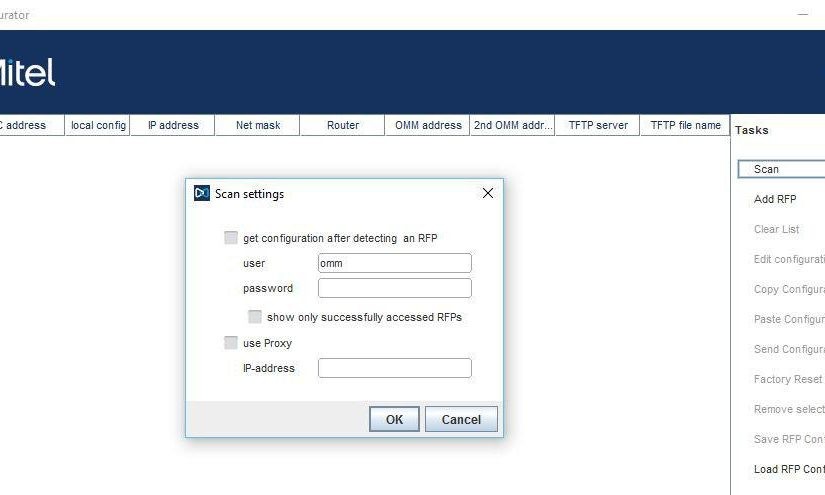 urator
Mitel
C address local config IP address Net mask Router OMM address 2nd OMM addr... TFTP server TFTP file name
Tasks
Scan
Add RFP
Clear List
Edit configurati
Copy Configura
Paste Configur
Send Configura
Factory Reset
Remove select
Save RFP Con
Load RFP Conf
Scan settings
get configuration after detecting an RFP
user omm
password
show only successfully accessed RFPs
use Proxy
IP-address
OK Cancel